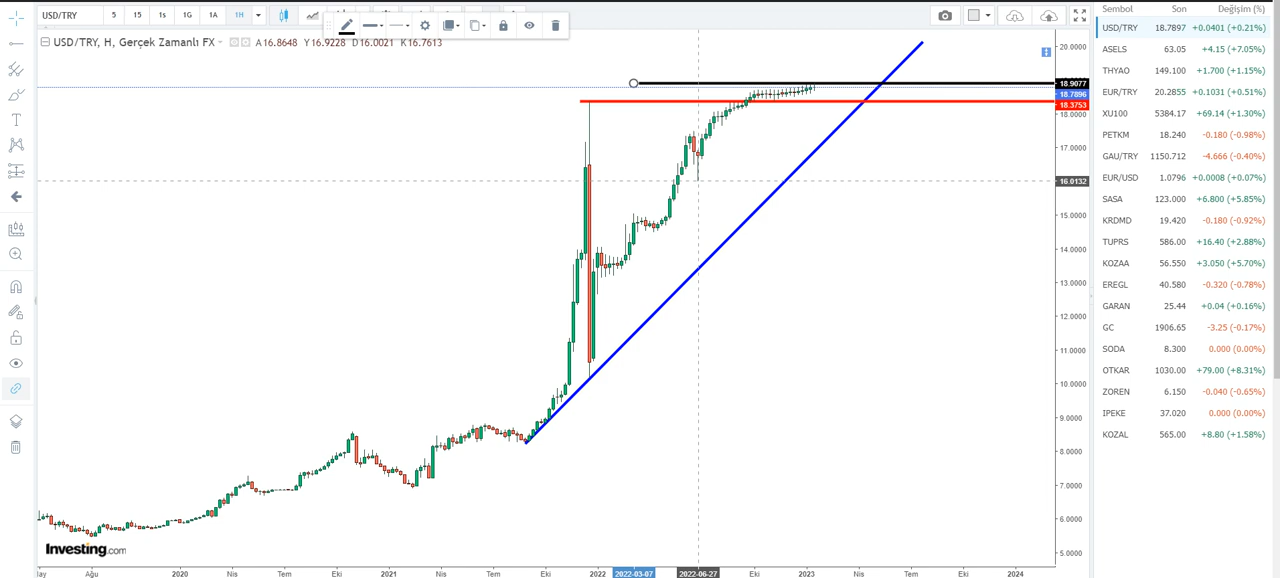 USD/TRY 5 15 1s 1G 1A 1H
USD/TRY, H, Gerçek Zamanlı FX A16.8648 Y16.9228 D16.0021 K16.7613
20.0000
18.9077
18.7896
18.3753
18.0000
17.0000
16.0132
15.0000
14.0000
13.0000
12.0000
11.0000
10.0000
9.0000
8.0000
7.0000
6.0000
5.0000
Investing.com
Ağu 2020 Nis Tem Eki 2021 Nis Tem Eki 2022 2022-03-07 2022-06-27 Eki 2023 Nis Tem Eki 2024
Sembol Son Değişim (%)
USD/TRY 18.7897 +0.0401 (+0.21%)
ASELS 63.05 +4.15 (+7.05%)
THYAO 149.100 +1.700 (+1.15%)
EUR/TRY 20.2855 +0.1031 (+0.51%)
XU100 5384.17 +69.14 (+1.30%)
PETKM 18.240 -0.180 (-0.98%)
GAU/TRY 1150.712 -4.666 (-0.40%)
EUR/USD 1.0796 +0.0008 (+0.07%)
SASA 123.000 +6.800 (+5.85%)
KRDMD 19.420 -0.180 (-0.92%)
TUPRS 586.00 +16.40 (+2.88%)
KOZAA 56.550 +3.050 (+5.70%)
EREGL 40.580 -0.320 (-0.78%)
GARAN 25.44 +0.04 (+0.16%)
GC 1906.65 -3.25 (-0.17%)
SODA 8.300 0.000 (0.00%)
OTKAR 1030.00 +79.00 (+8.31%)
ZOREN 6.150 -0.040 (-0.65%)
IPEKE 37.020 0.000 (0.00%)
KOZAL 565.00 +8.80 (+1.58%)